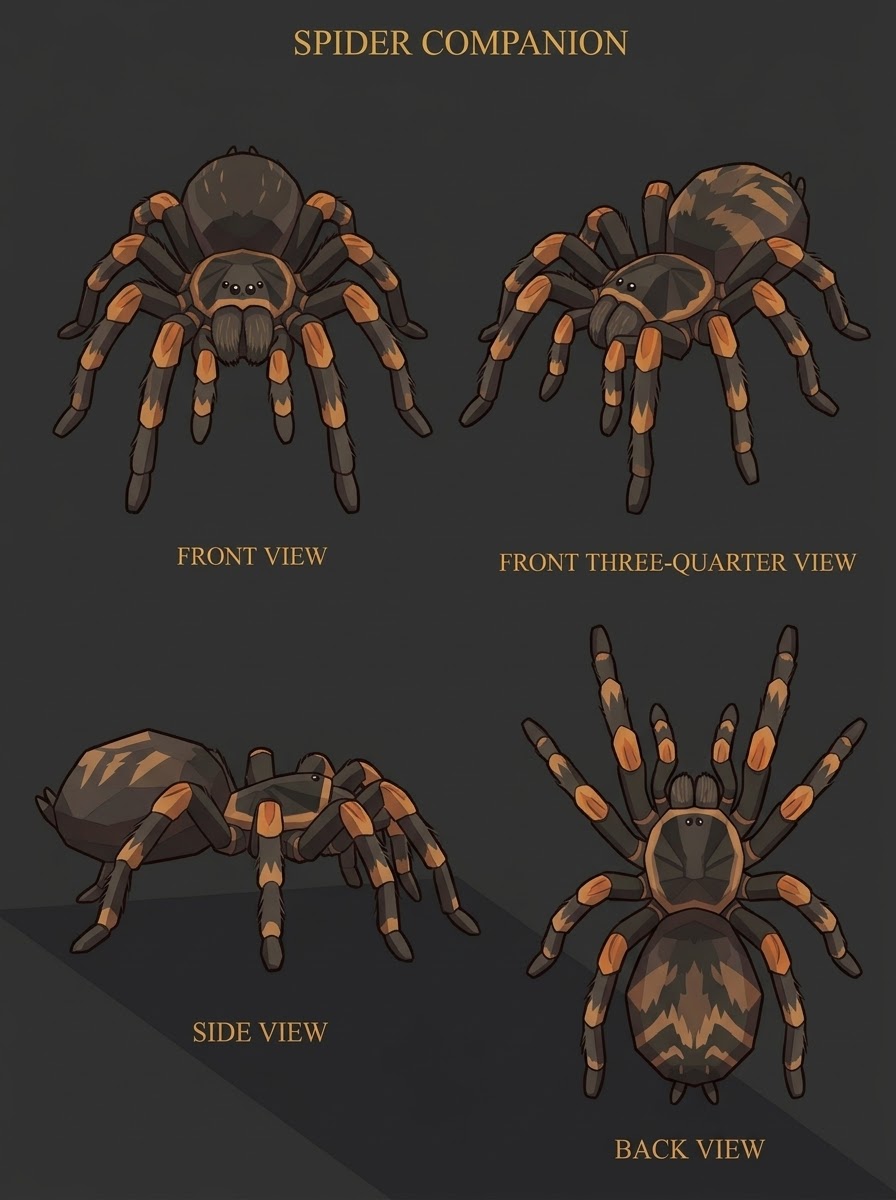 SPIDER COMPANION
FRONT VIEW
FRONT THREE-QUARTER VIEW
SIDE VIEW
BACK VIEW